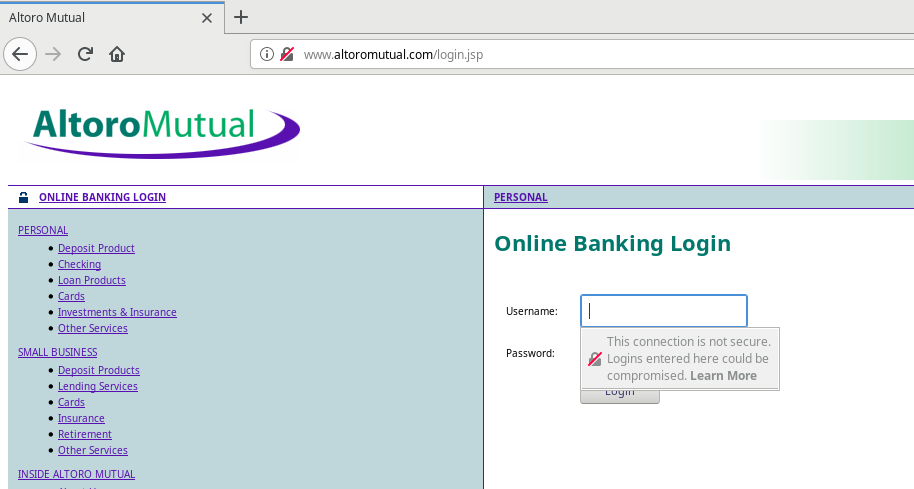 Altoro Mutual
www.altoromutual.com/login.jsp
AltoroMutual
ONLINE BANKING LOGIN
PERSONAL
PERSONAL
Deposit Product
Checking
Loan Products
Cards
Investments & Insurance
Other Services
SMALL BUSINESS
Deposit Products
Lending Services
Cards
Insurance
Retirement
Other Services
INSIDE ALTORO MUTUAL
Online Banking Login
Username:
This connection is not secure.
Logins entered here could be
compromised. Learn More
Password:
Login